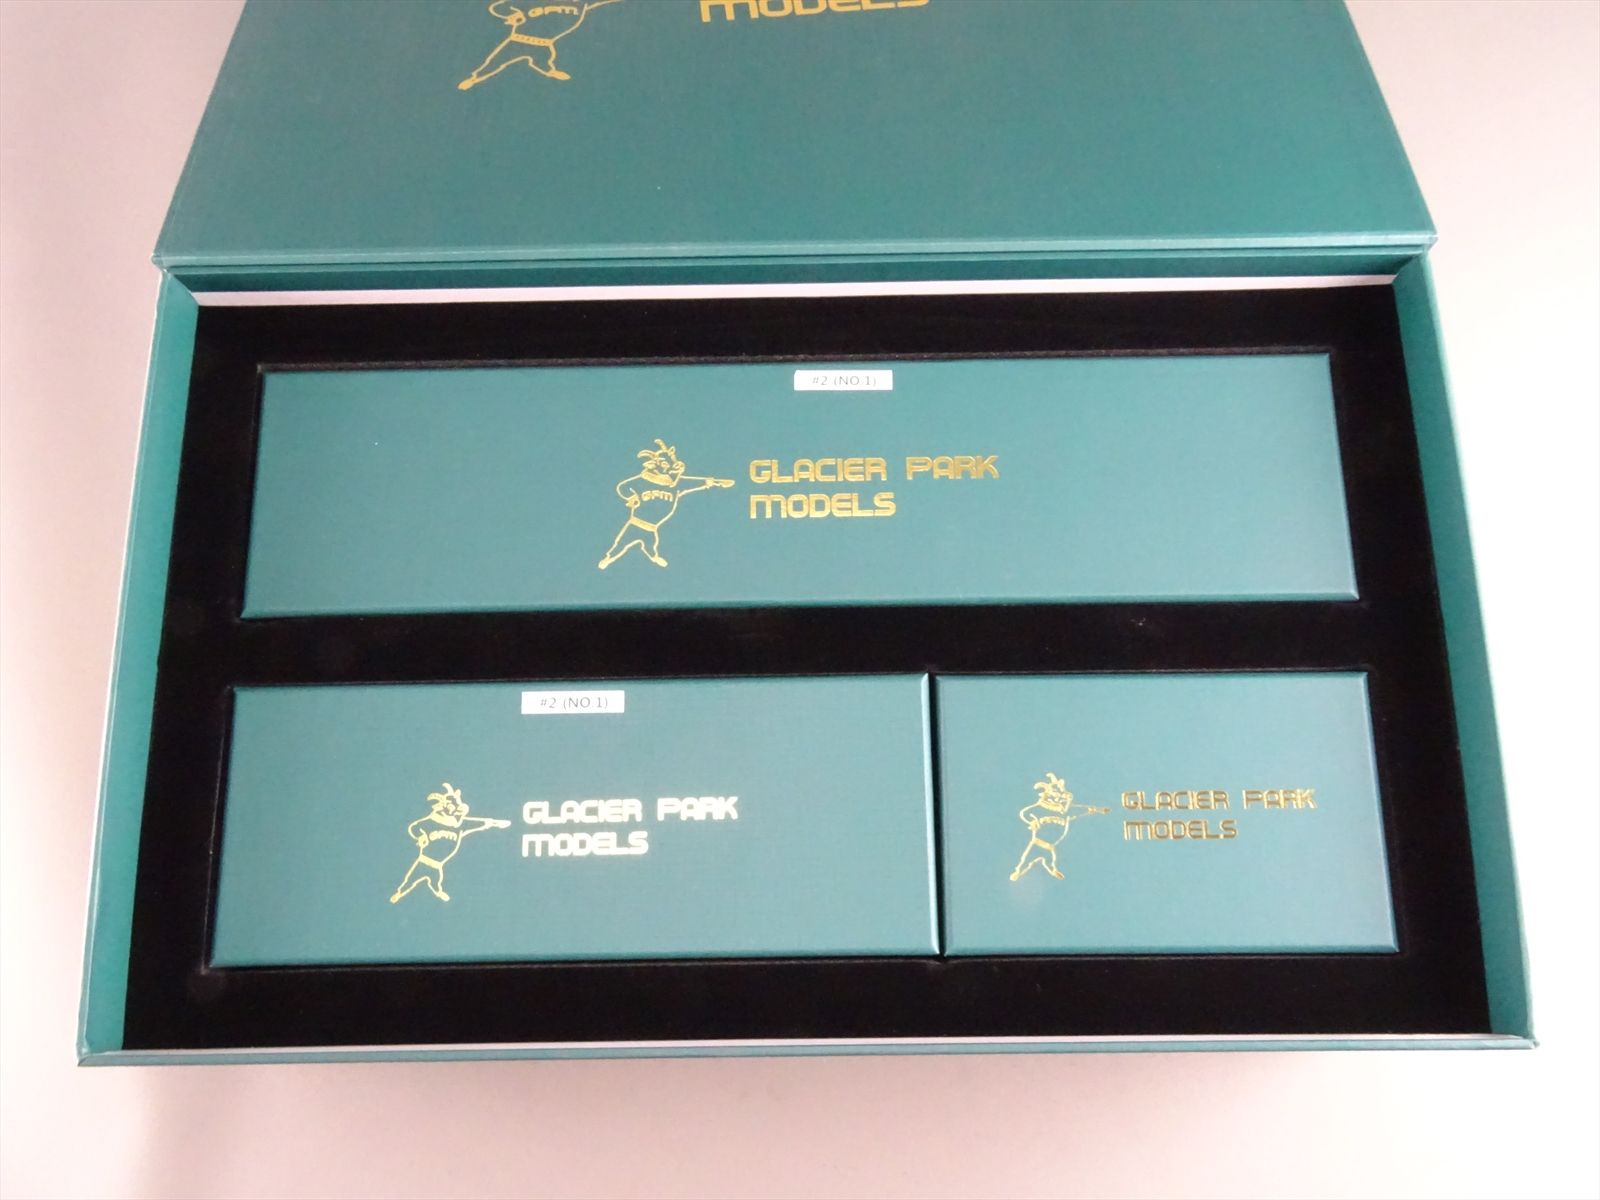 GPM
MODELS
#2 (NO.1)
GPM
GLACIER PARK
MODELS
#2 (NO.1)
GPM
GLACIER PARK
MODELS
GPM
GLACIER PARK
MODELS